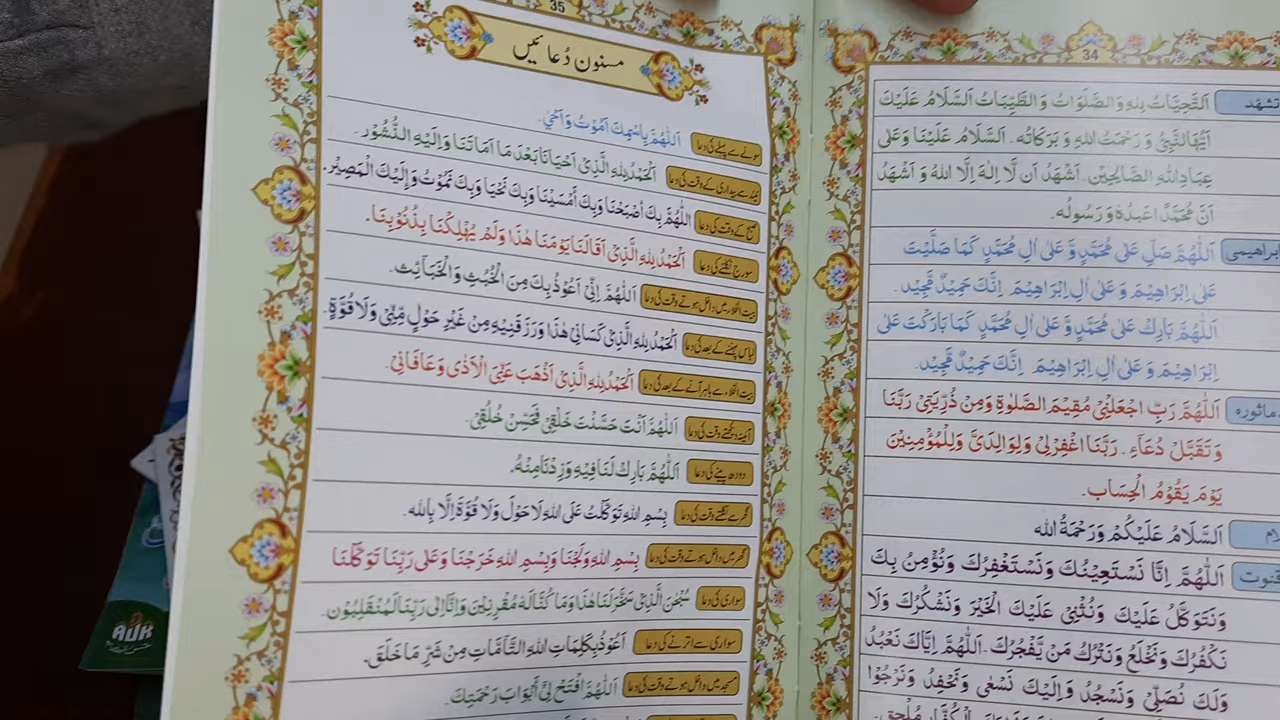 34
تشہد اَلتَّحِيَّاتُ لِلّٰهِ وَالصَّلَوَاتُ وَالطَّيِّبَاتُ اَلسَّلَامُ عَلَيْكَ
اَيُّهَا النَّبِيُّ وَرَحْمَتُ اللّٰهِ وَ بَرَكَاتُه۔ اَلسَّلَامُ عَلَيْنَا وَعَلٰى
عِبَادِ اللّٰهِ الصَّالِحِيْن۔ اَشْهَدُ اَن لَّا اِلٰهَ اِلَّا اللّٰهُ وَ اَشْهَدُ
اَنَّ مُحَمَّدًا عَبْدُهٗ وَ رَسُولُه۔
براہیمی اَللّٰهُمَّ صَلِّ عَلٰى مُحَمَّدٍ وَّ عَلٰى اٰلِ مُحَمَّدٍ كَمَا صَلَّيْتَ
عَلٰى اِبْرَاهِيْمَ وَ عَلٰى اٰلِ اِبْرَاهِيْمَ اِنَّكَ حَمِيْدٌ مَّجِيْد۔
اَللّٰهُمَّ بَارِكْ عَلٰى مُحَمَّدٍ وَّ عَلٰى اٰلِ مُحَمَّدٍ كَمَا بَارَكْتَ عَلٰى
اِبْرَاهِيْمَ وَ عَلٰى اٰلِ اِبْرَاهِيْمَ اِنَّكَ حَمِيْدٌ مَّجِيْد۔
ماثورہ اَللّٰهُمَّ رَبِّ اجْعَلْنِيْ مُقِيْمَ الصَّلٰوةِ وَمِنْ ذُرِّيَّتِيْ رَبَّنَا
وَ تَقَبَّلْ دُعَاءِ ۔ رَبَّنَا اغْفِرْلِيْ وَلِوَالِدَيَّ وَلِلْمُؤْمِنِيْنَ
يَوْمَ يَقُوْمُ الْحِسَاب۔
اَلسَّلَامُ عَلَيْكُمْ وَرَحْمَةُ اللّٰه
قنوت اَللّٰهُمَّ اِنَّا نَسْتَعِيْنُكَ وَنَسْتَغْفِرُكَ وَنُؤْمِنُ بِكَ
وَنَتَوَكَّلُ عَلَيْكَ وَ نُثْنِيْ عَلَيْكَ الْخَيْرَ وَنَشْكُرُكَ وَلَا
نَكْفُرُكَ وَنَخْلَعُ وَنَتْرُكُ مَنْ يَّفْجُرُكَ۔ اَللّٰهُمَّ اِيَّاكَ نَعْبُدُ
وَلَكَ نُصَلِّيْ وَنَسْجُدُ وَاِلَيْكَ نَسْعٰى وَنَحْفِدُ وَنَرْجُوْا
35
مسنون دُعائیں
سونے سے پہلے کی دعا اَللّٰهُمَّ بِاسْمِكَ اَمُوْتُ وَاَحْيٰ۔
نیند سے بیداری کے وقت کی دعا اَلْحَمْدُ لِلّٰهِ الَّذِيْ اَحْيَانَا بَعْدَ مَا اَمَاتَنَا وَاِلَيْهِ النُّشُوْر۔
صبح کے وقت کی دعا اَللّٰهُمَّ بِكَ أَصْبَحْنَا وَبِكَ أَمْسَيْنَا وَبِكَ نَحْيَا وَبِكَ نَمُوْتُ وَاِلَيْكَ الْمَصِيْر۔
سورج نکلنے کی دعا اَلْحَمْدُ لِلّٰهِ الَّذِيْ اَقَالَنَا يَوْمَنَا هٰذَا وَلَمْ يُهْلِكْنَا بِذُنُوْبِنَا۔
بیت الخلاء میں داخل ہوتے وقت کی دعا اَللّٰهُمَّ اِنِّيْ اَعُوْذُ بِكَ مِنَ الْخُبُثِ وَالْخَبَآئِث۔
لباس پہننے کے بعد کی دعا اَلْحَمْدُ لِلّٰهِ الَّذِيْ كَسَانِيْ هٰذَا وَرَزَقَنِيْهِ مِنْ غَيْرِ حَوْلٍ مِّنِّيْ وَلَا قُوَّةٍ۔
بیت الخلاء سے باہر آنے کے بعد کی دعا اَلْحَمْدُ لِلّٰهِ الَّذِيْ اَذْهَبَ عَنِّيَ الْاَذٰى وَعَافَانِيْ۔
آئینہ دیکھتے وقت کی دعا اَللّٰهُمَّ اَنْتَ حَسَّنْتَ خَلْقِيْ فَحَسِّنْ خُلُقِيْ۔
دودھ پینے کی دعا اَللّٰهُمَّ بَارِكْ لَنَا فِيْهِ وَزِدْنَا مِنْهُ۔
گھر سے نکلتے وقت کی دعا بِسْمِ اللّٰهِ تَوَكَّلْتُ عَلَى اللّٰهِ لَا حَوْلَ وَلَا قُوَّةَ اِلَّا بِاللّٰه۔
گھر میں داخل ہوتے وقت کی دعا بِسْمِ اللّٰهِ وَلَجْنَا وَبِسْمِ اللّٰهِ خَرَجْنَا وَعَلٰى رَبِّنَا تَوَكَّلْنَا
سواری کی دعا سُبْحٰنَ الَّذِيْ سَخَّرَ لَنَا هٰذَا وَمَا كُنَّا لَهٗ مُقْرِنِيْنَ وَاِنَّا اِلٰى رَبِّنَا لَمُنْقَلِبُوْن۔
سواری سے اترنے کی دعا اَعُوْذُ بِكَلِمَاتِ اللّٰهِ التَّآمَّاتِ مِنْ شَرِّ مَا خَلَقَ۔
مسجد میں داخل ہوتے وقت کی دعا اَللّٰهُمَّ افْتَحْ لِيْ أَبْوَابَ رَحْمَتِكَ۔
AJK